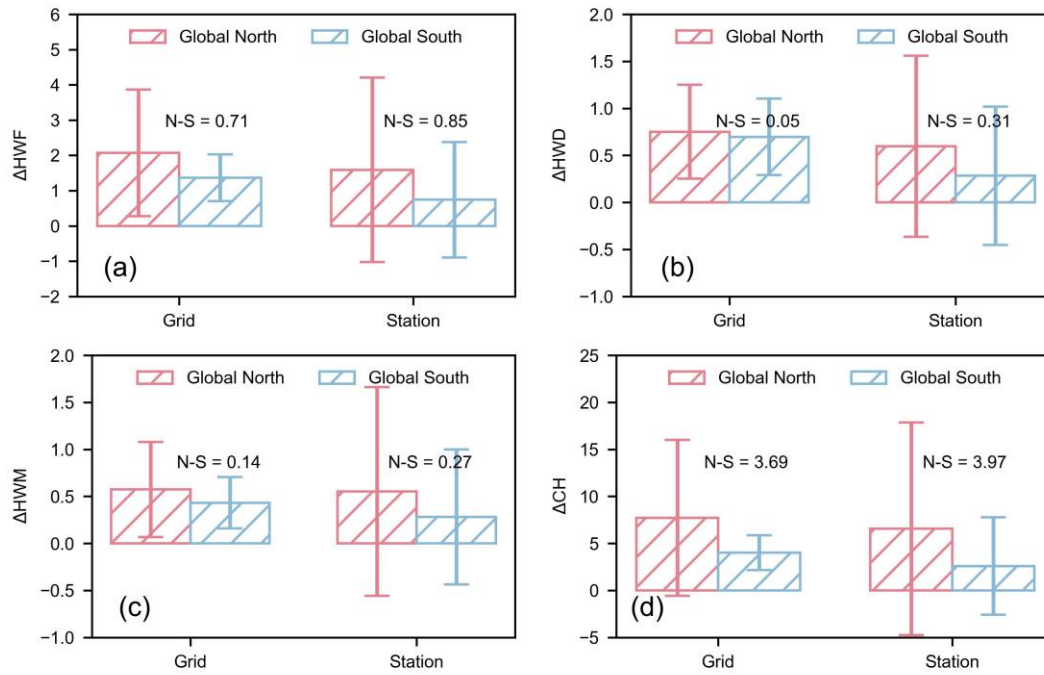 Global North Global South
6
5
4
3
2
1
0
−1
−2
ΔHWF
N-S = 0.71
N-S = 0.85
(a)
Grid Station
Global North Global South
2.0
1.5
1.0
0.5
0.0
−0.5
−1.0
ΔHWD
N-S = 0.05
N-S = 0.31
(b)
Grid Station
Global North Global South
2.0
1.5
1.0
0.5
0.0
−0.5
−1.0
ΔHWM
N-S = 0.14
N-S = 0.27
(c)
Grid Station
Global North Global South
25
20
15
10
5
0
−5
ΔCH
N-S = 3.69
N-S = 3.97
(d)
Grid Station